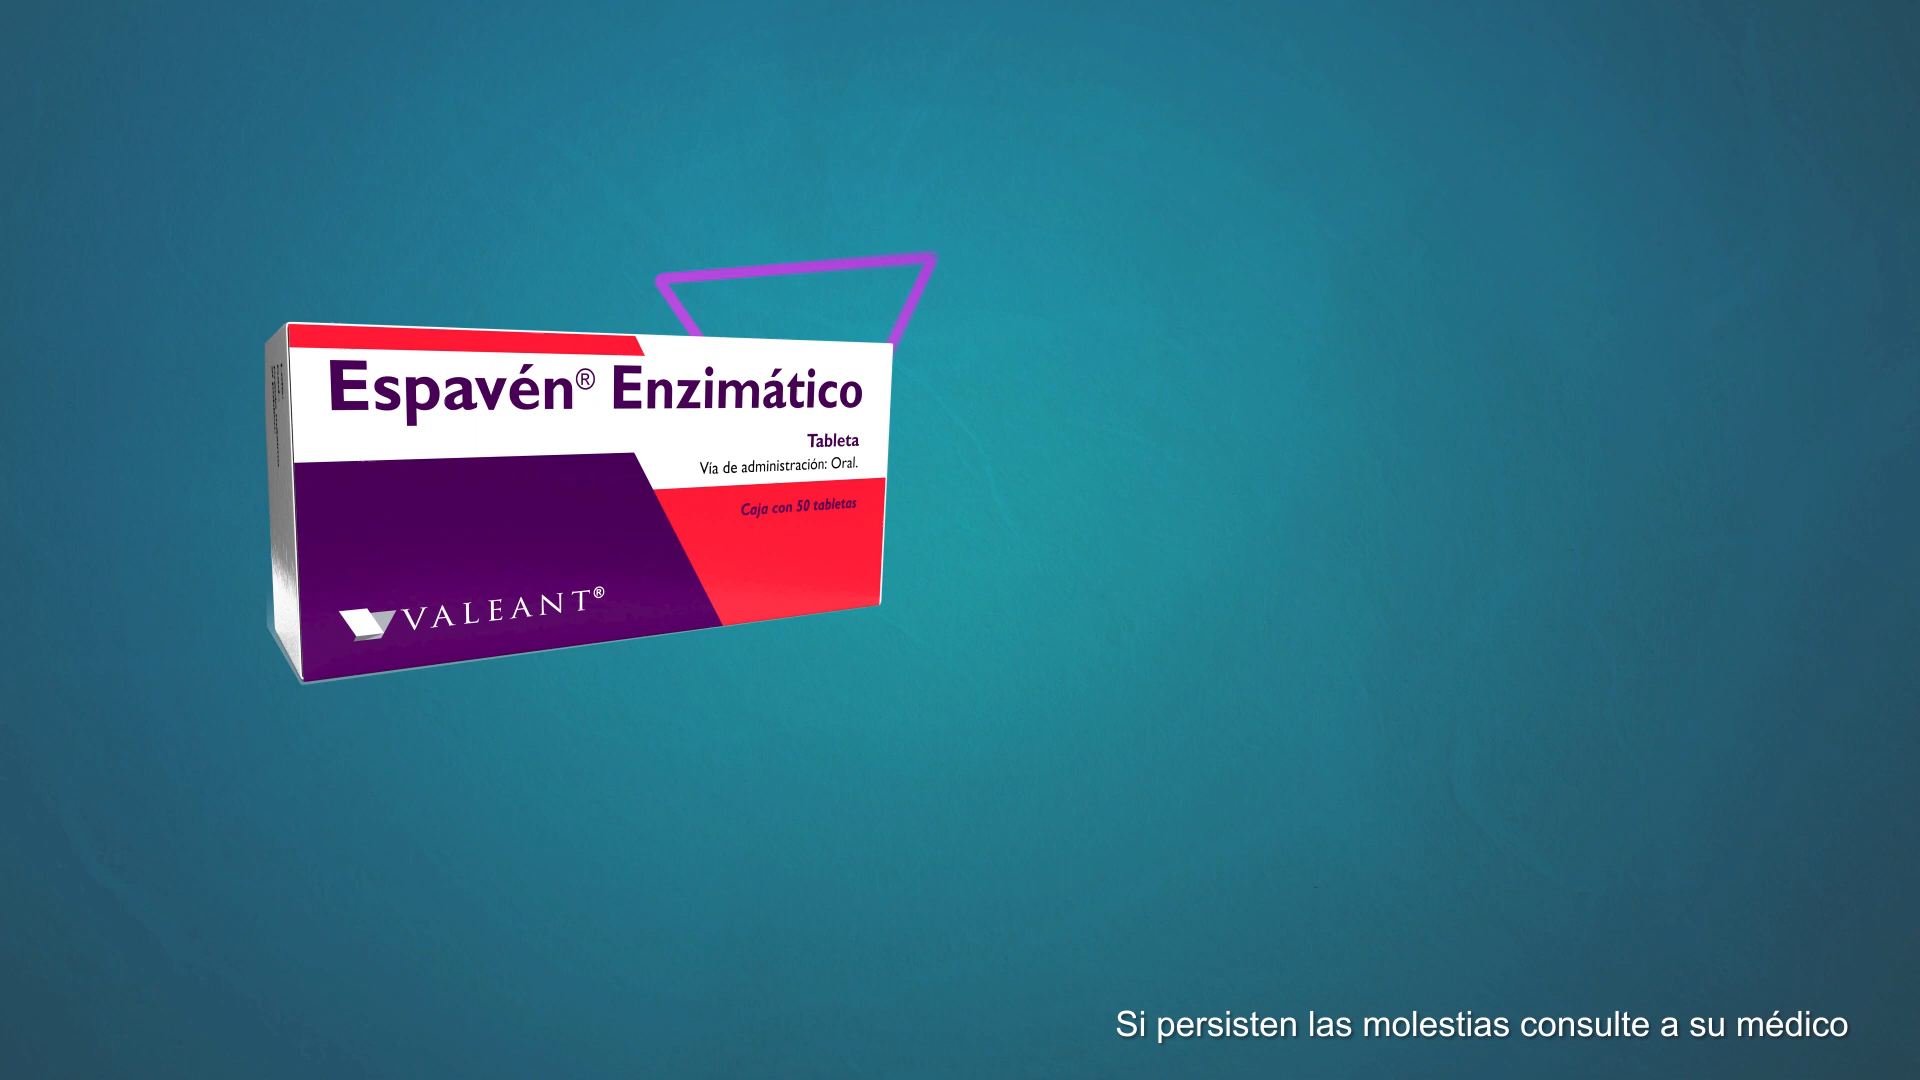 Espavén® Enzimático
Tableta
Vía de administración: Oral.
Caja con 50 tabletas
VALEANT®
Si persisten las molestias consulte a su médico